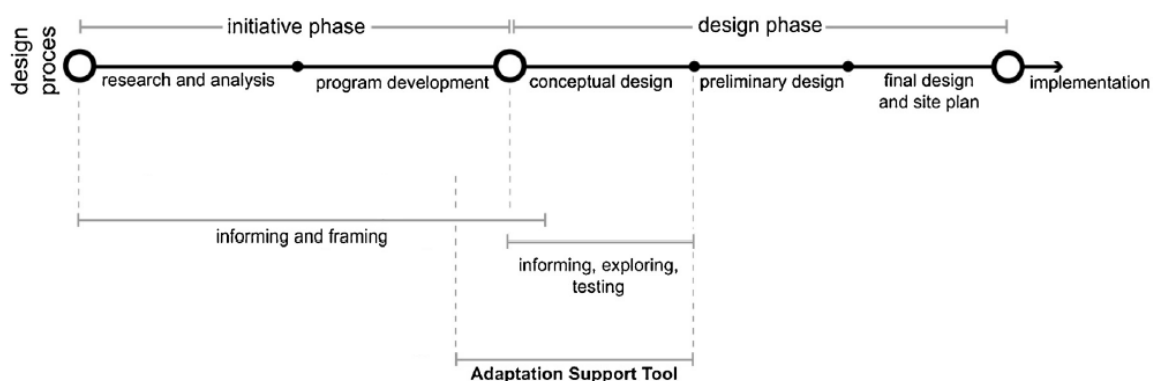 initiative phase
design phase
design
proces
research and analysis
program development
conceptual design
preliminary design
final design
and site plan
implementation
informing and framing
informing, exploring,
testing
Adaptation Support Tool